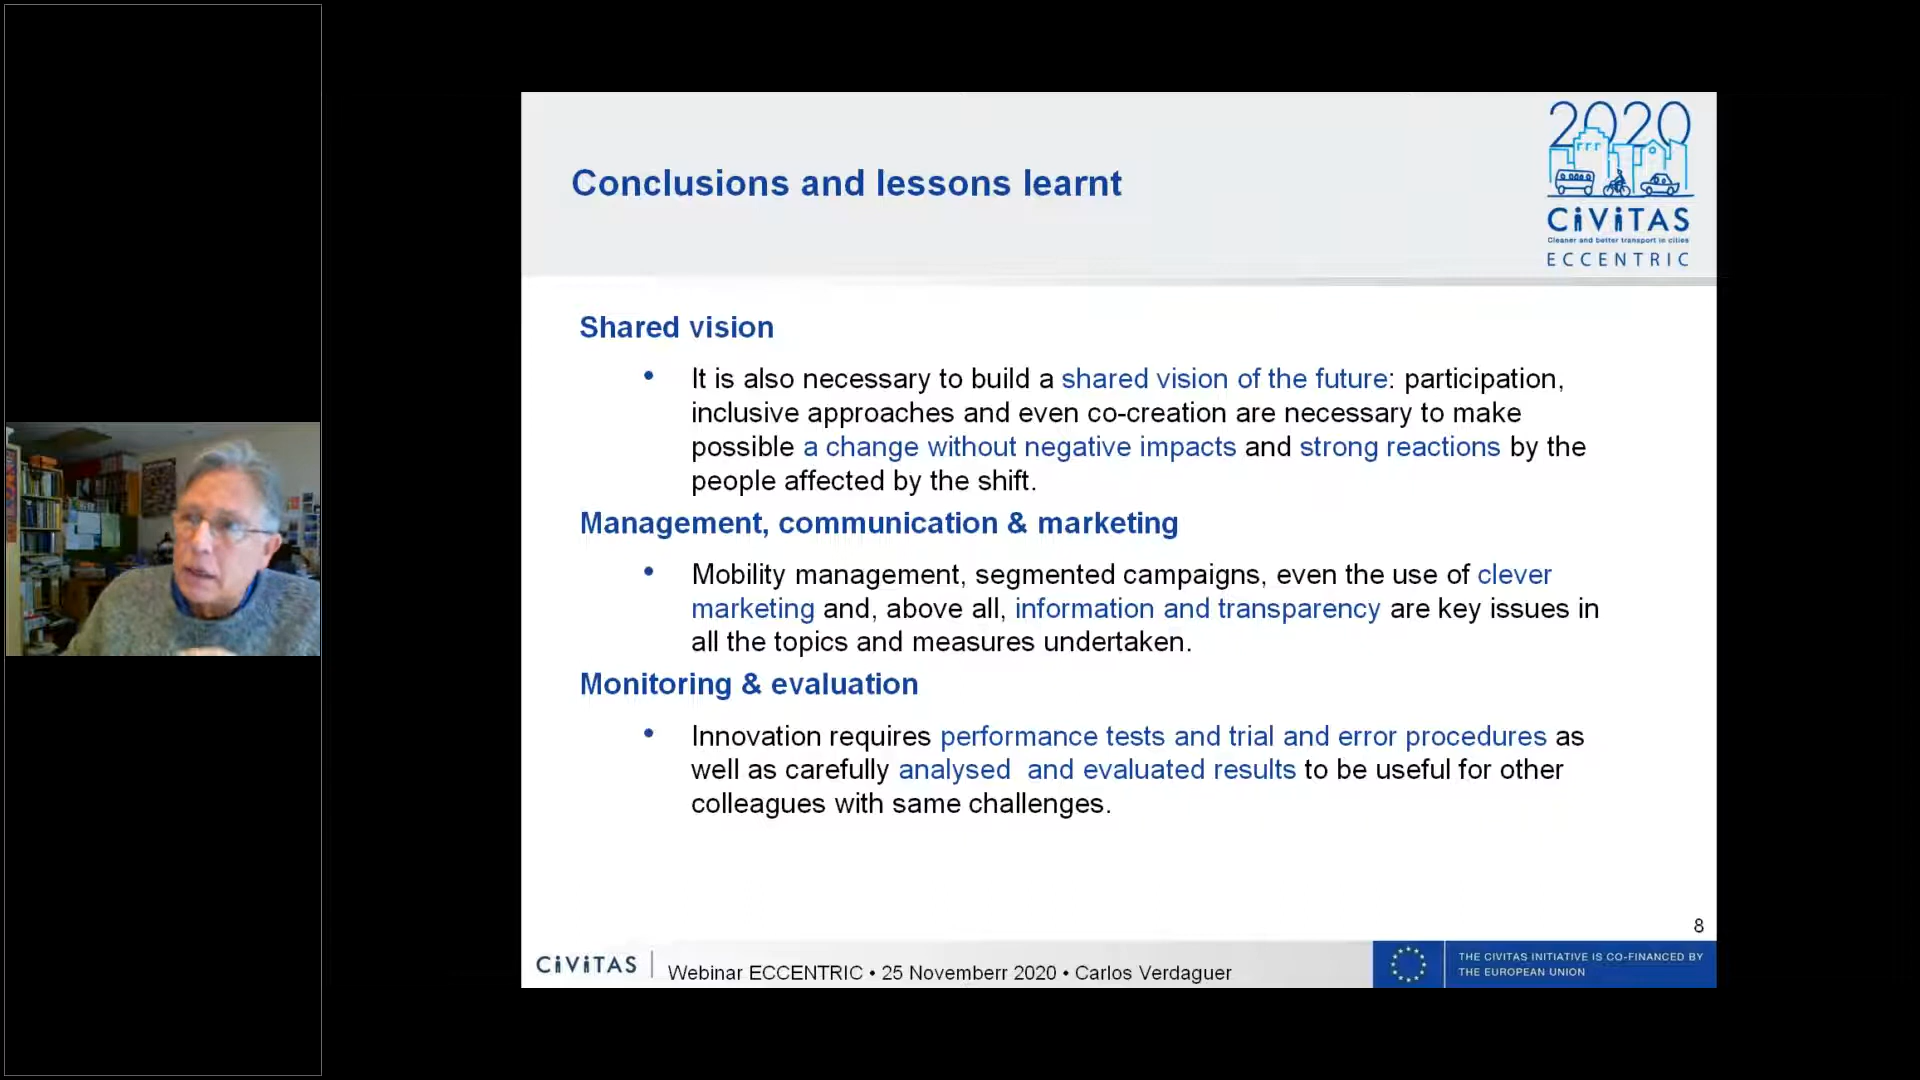 2020
CiViTAS
Cleaner and better transport in cities
ECCENTRIC
Conclusions and lessons learnt
Shared vision
• It is also necessary to build a shared vision of the future: participation,
inclusive approaches and even co-creation are necessary to make
possible a change without negative impacts and strong reactions by the
people affected by the shift.
Management, communication & marketing
• Mobility management, segmented campaigns, even the use of clever
marketing and, above all, information and transparency are key issues in
all the topics and measures undertaken.
Monitoring & evaluation
• Innovation requires performance tests and trial and error procedures as
well as carefully analysed  and evaluated results to be useful for other
colleagues with same challenges.
8
CiViTAS
Webinar ECCENTRIC • 25 Novemberr 2020 • Carlos Verdaguer
THE CIVITAS INITIATIVE IS CO-FINANCED BY
THE EUROPEAN UNION